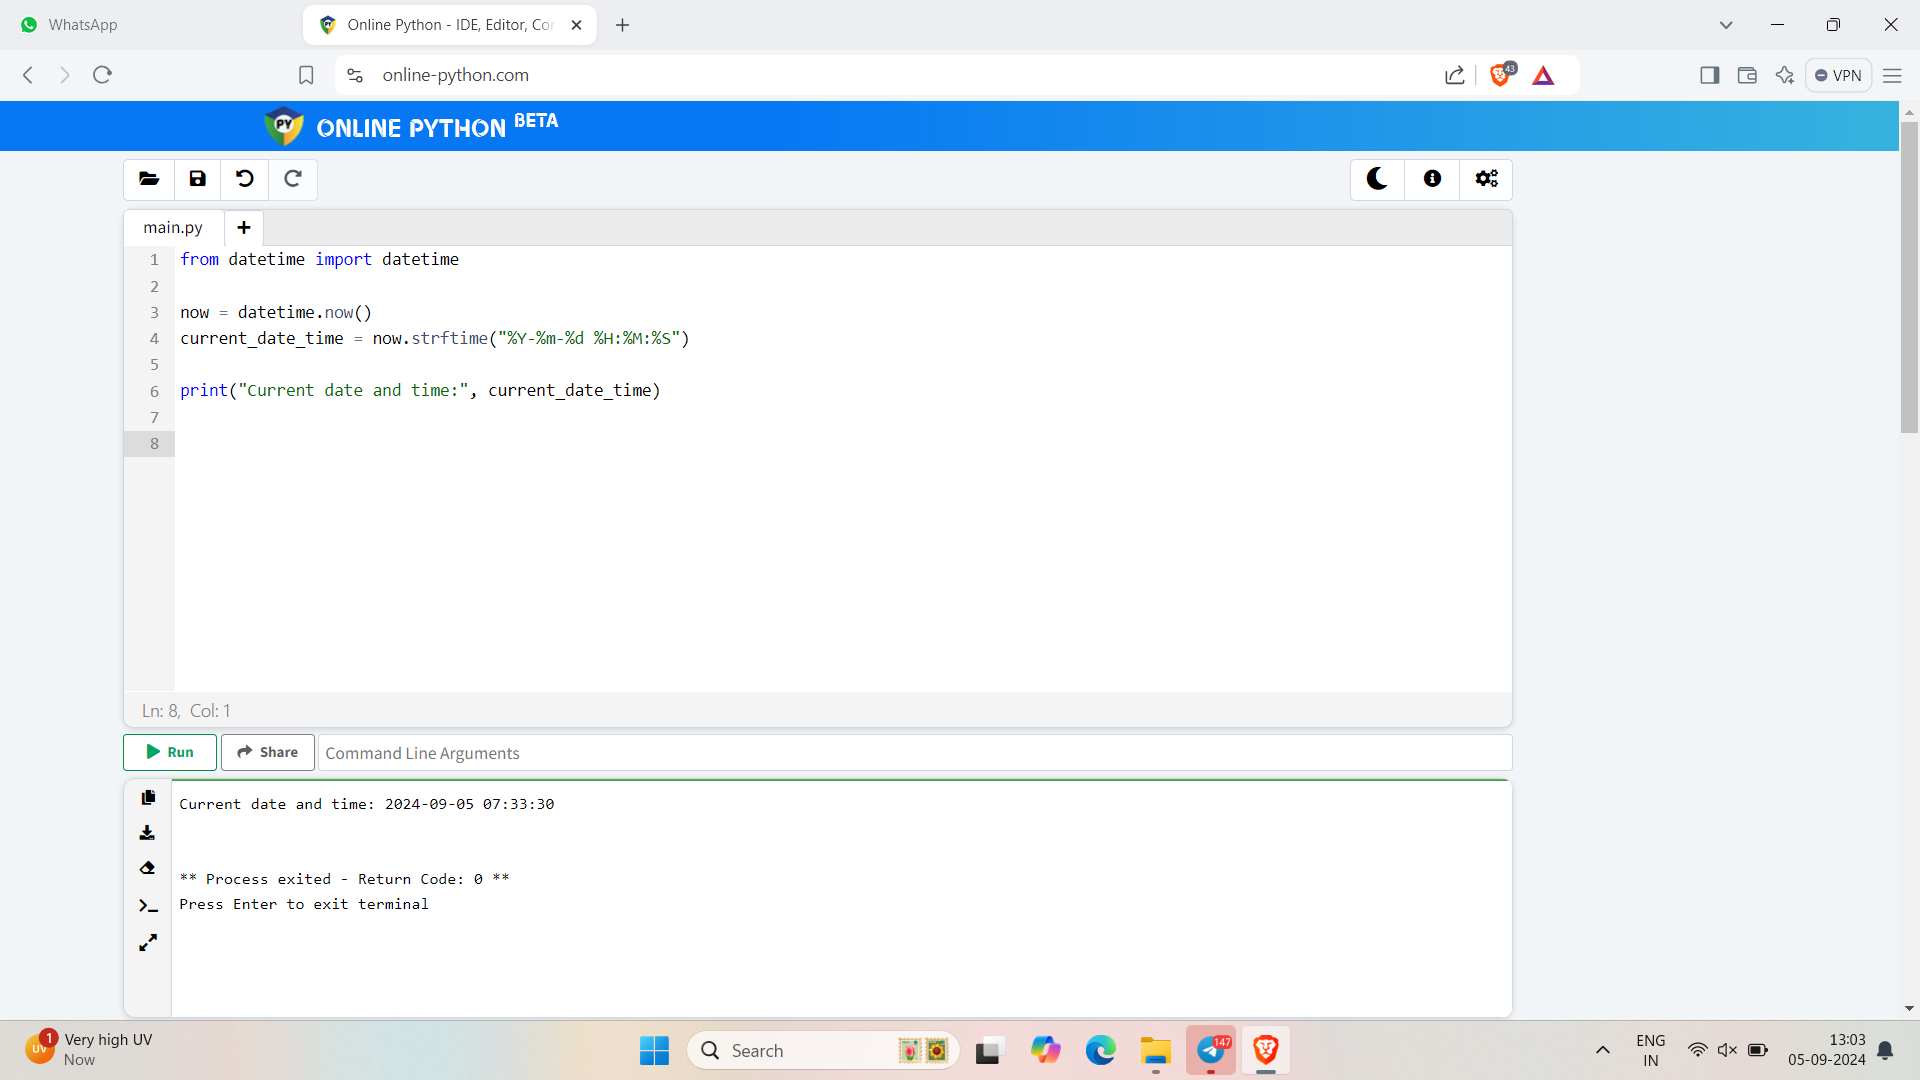 WhatsApp
Online Python - IDE, Editor, Cor
online-python.com
43
VPN
PY
ONLINE PYTHON BETA
main.py
+
1 from datetime import datetime
2
3 now = datetime.now()
4 current_date_time = now.strftime("%Y-%m-%d %H:%M:%S")
5
6 print("Current date and time:", current_date_time)
7
8
Ln: 8, Col: 1
Run
Share
Command Line Arguments
Current date and time: 2024-09-05 07:33:30
** Process exited - Return Code: 0 **
Press Enter to exit terminal
UV
1
Very high UV
Now
Search
147
ENG
IN
13:03
05-09-2024